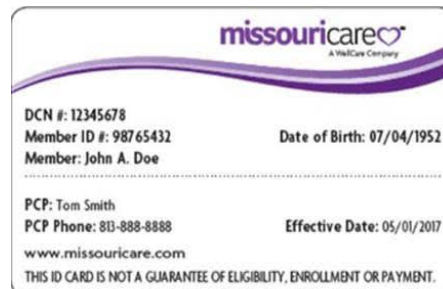 missouricare
A WellCare Company
DCN #: 12345678
Member ID #: 98765432 Date of Birth: 07/04/1952
Member: John A. Doe
PCP: Tom Smith
PCP Phone: 813-888-8888 Effective Date: 05/01/2017
www.missouricare.com
THIS ID CARD IS NOT A GUARANTEE OF ELIGIBILITY, ENROLLMENT OR PAYMENT.